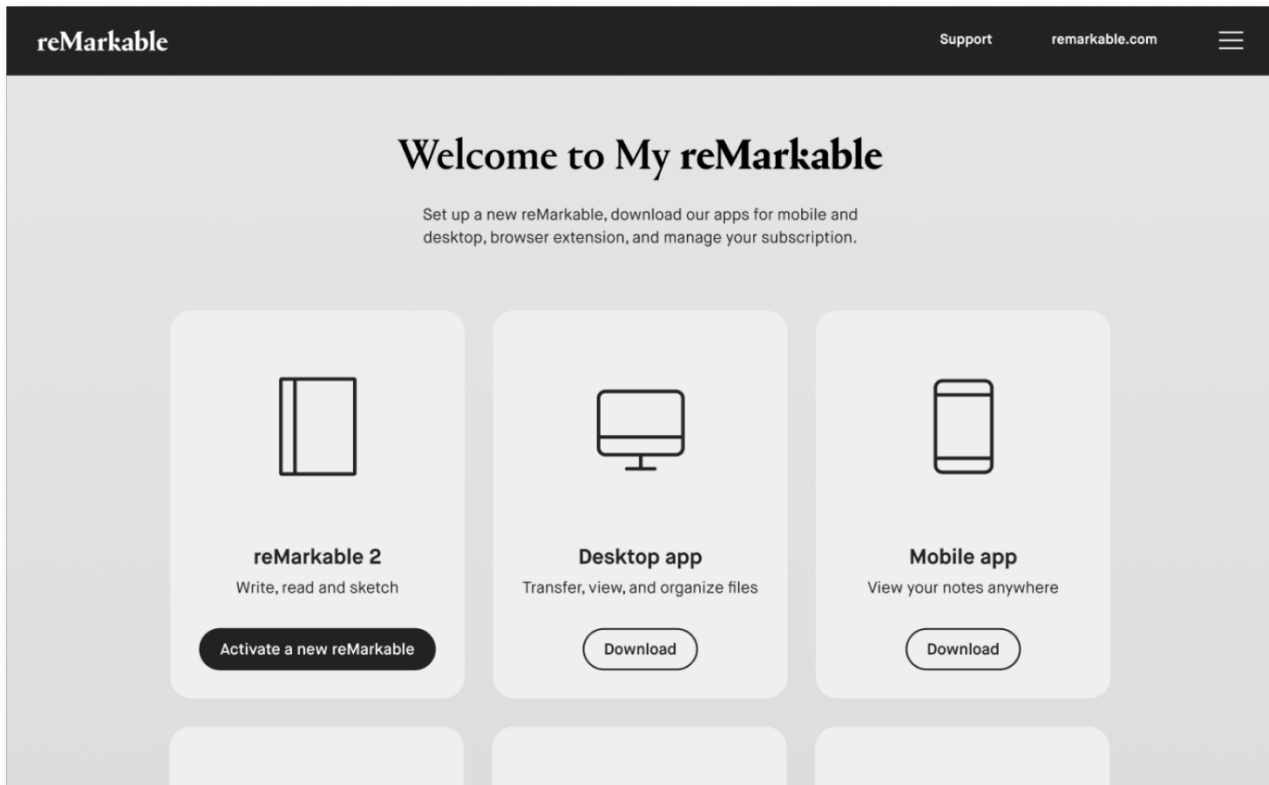 reMarkable
Support
remarkable.com
Welcome to My reMarkable
Set up a new reMarkable, download our apps for mobile and
desktop, browser extension, and manage your subscription.
reMarkable 2
Write, read and sketch
Activate a new reMarkable
Desktop app
Transfer, view, and organize files
Download
Mobile app
View your notes anywhere
Download